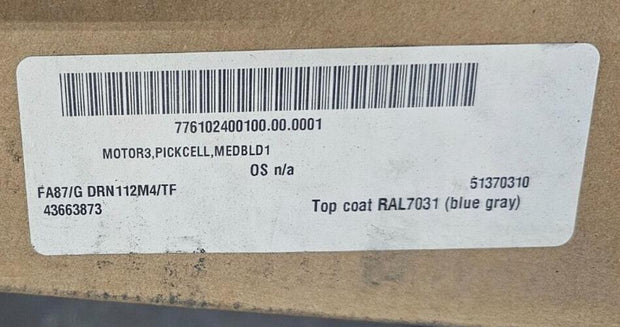 776102400100.00.0001
MOTOR3,PICKCELL,MEDBLD1
OS n/a
FA87/G DRN112M4/TF
51370310
43663873
Top coat RAL7031 (blue gray)